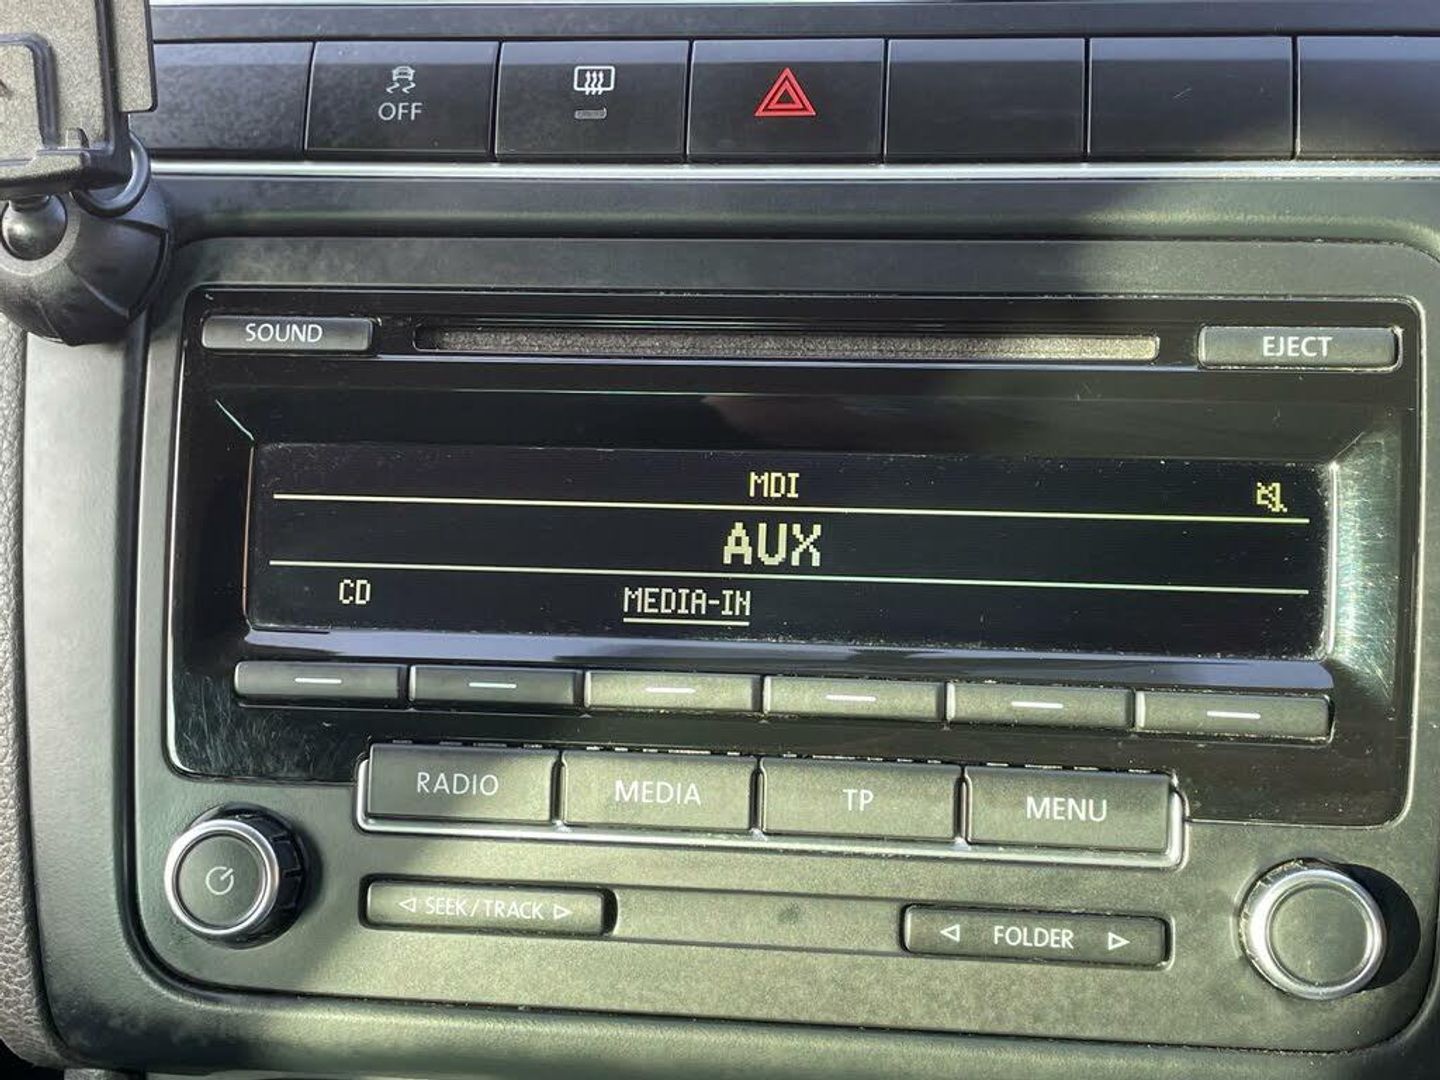 OFF
SOUND
EJECT
MDI
AUX
CD MEDIA-IN
RADIO MEDIA TP MENU
SEEK/TRACK FOLDER